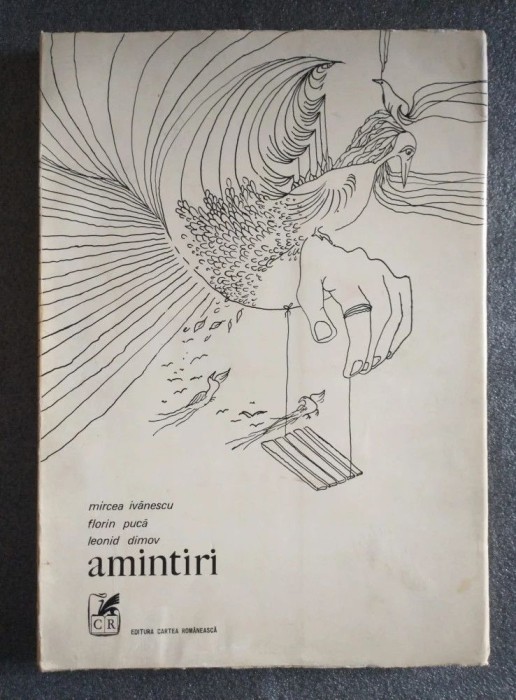 mircea ivănescu
florin pucă
leonid dimov
amintiri
CR
EDITURA CARTEA ROMÂNEASCĂ